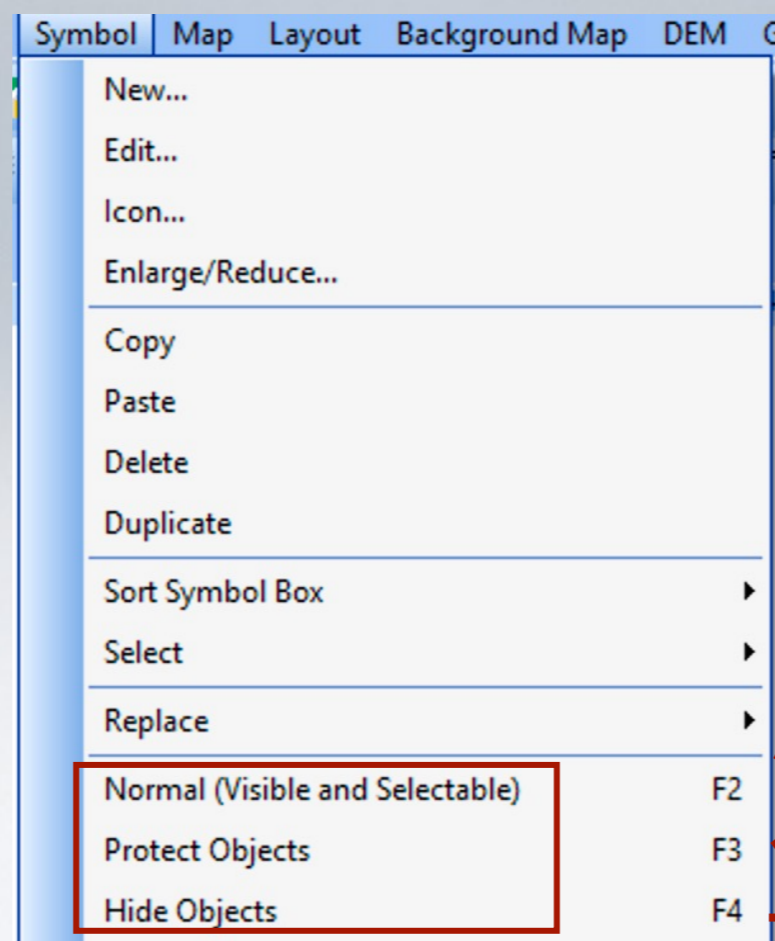 Symbol Map Layout Background Map DEM
New...
Edit...
Icon...
Enlarge/Reduce...
Copy
Paste
Delete
Duplicate
Sort Symbol Box
Select
Replace
Normal (Visible and Selectable) F2
Protect Objects F3
Hide Objects F4